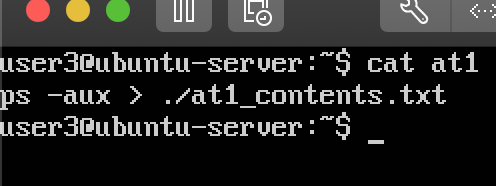 user3@ubuntu-server:~$ cat at1
ps -aux > ./at1_contents.txt
user3@ubuntu-server:~$ _